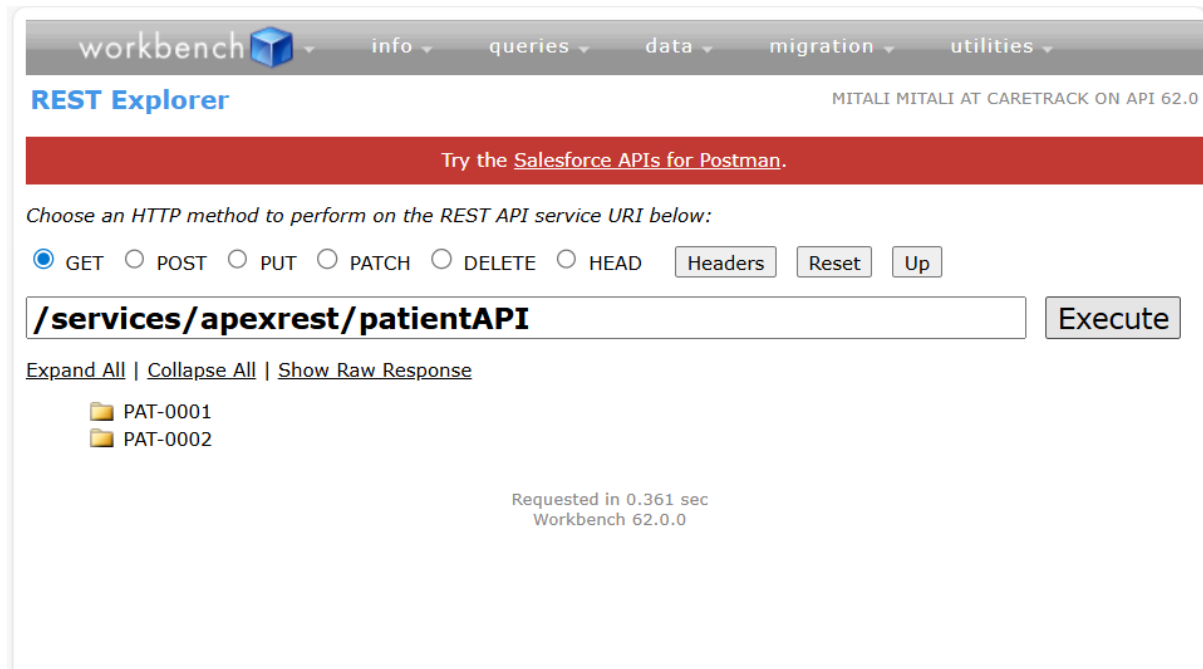 workbench info queries data migration utilities
REST Explorer MITALI MITALI AT CARETRACK ON API 62.0
Try the Salesforce APIs for Postman.
Choose an HTTP method to perform on the REST API service URI below:
GET POST PUT PATCH DELETE HEAD Headers Reset Up
/services/apexrest/patientAPI Execute
Expand All | Collapse All | Show Raw Response
PAT-0001
PAT-0002
Requested in 0.361 sec
Workbench 62.0.0